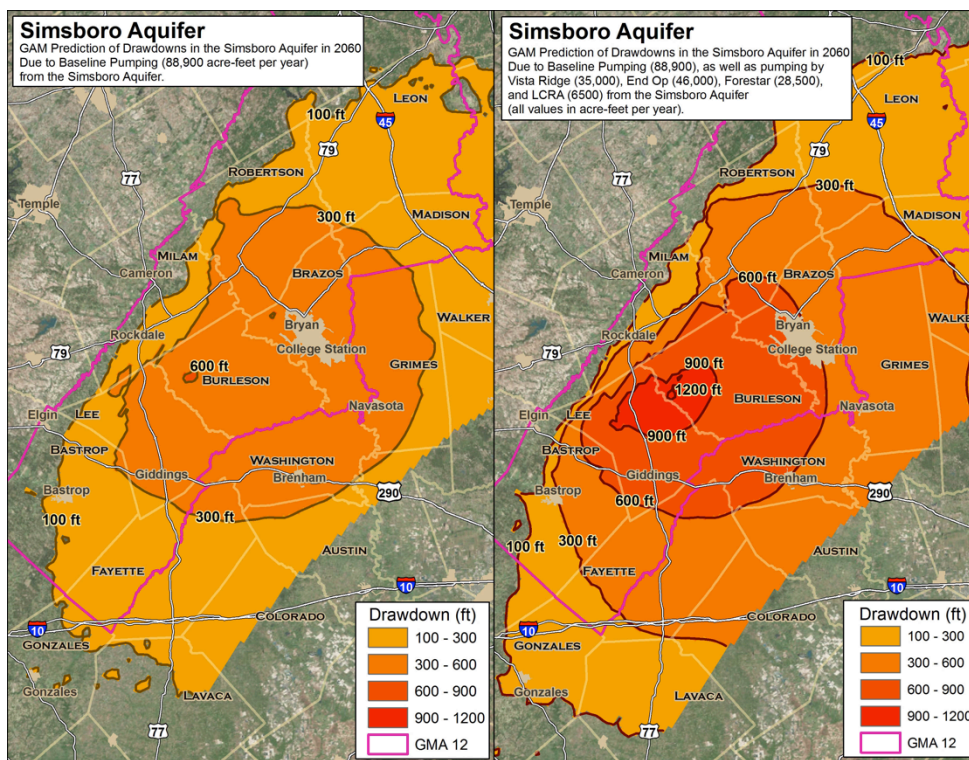 Simsboro Aquifer
GAM Prediction of Drawdowns in the Simsboro Aquifer in 2060
Due to Baseline Pumping (88,900 acre-feet per year)
from the Simsboro Aquifer.
100 ft
LEON
45
79
77
ROBERTSON
Temple
300 ft
MADISON
MILAM
Cameron
BRAZOS
WALKER
Bryan
Rockdale
College Station
79
600 ft
GRIMES
BURLESON
Navasota
LEE
Elgin
BASTROP
WASHINGTON
Giddings
Brenham
Bastrop
290
100 ft
300 ft
AUSTIN
FAYETTE
10
COLORADO
10
GONZALES
Gonzales
LAVACA
77
Drawdown (ft)
100 - 300
300 - 600
600 - 900
900 - 1200
GMA 12
Simsboro Aquifer
GAM Prediction of Drawdowns in the Simsboro Aquifer in 2060
Due to Baseline Pumping (88,900), as well as pumping by
Vista Ridge (35,000), End Op (46,000), Forestar (28,500),
and LCRA (6500) from the Simsboro Aquifer
(all values in acre-feet per year).
100 ft
LEON
45
79
77
ROBERTSON
300 ft
Temple
MADISON
MILAM
Cameron
600 ft
BRAZOS
WALKER
Bryan
Rockdale
College Station
79
900 ft
GRIMES
1200 ft
BURLESON
Navasota
LEE
Elgin
900 ft
BASTROP
WASHINGTON
Giddings
Brenham
Bastrop
600 ft
290
100 ft
300 ft
AUSTIN
FAYETTE
10
COLORADO
10
GONZALES
Gonzales
LAVACA
77
Drawdown (ft)
100 - 300
300 - 600
600 - 900
900 - 1200
GMA 12